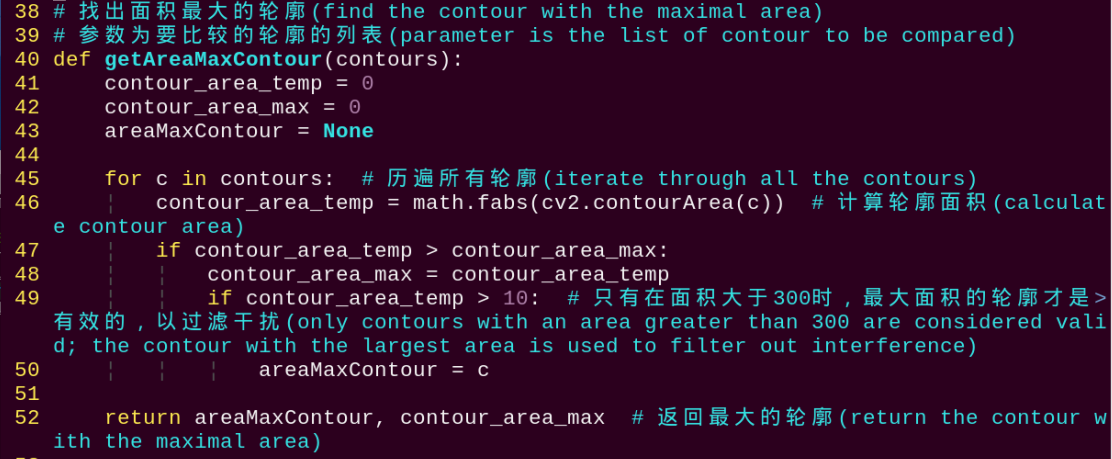 38 # 找出面积最大的轮廓(find the contour with the maximal area)
39 # 参数为要比较的轮廓的列表(parameter is the list of contour to be compared)
40 def getAreaMaxContour(contours):
41     contour_area_temp = 0
42     contour_area_max = 0
43     areaMaxContour = None
44
45     for c in contours:  # 历遍所有轮廓(iterate through all the contours)
46     ¦   contour_area_temp = math.fabs(cv2.contourArea(c))  # 计算轮廓面积(calculat
e contour area)
47     ¦   if contour_area_temp > contour_area_max:
48     ¦   ¦   contour_area_max = contour_area_temp
49     ¦   ¦   if contour_area_temp > 10:  # 只有在面积大于300时，最大面积的轮廓才是>
有效的，以过滤干扰(only contours with an area greater than 300 are considered vali
d; the contour with the largest area is used to filter out interference)
50     ¦   ¦   ¦   areaMaxContour = c
51
52     return areaMaxContour, contour_area_max  # 返回最大的轮廓(return the contour w
ith the maximal area)